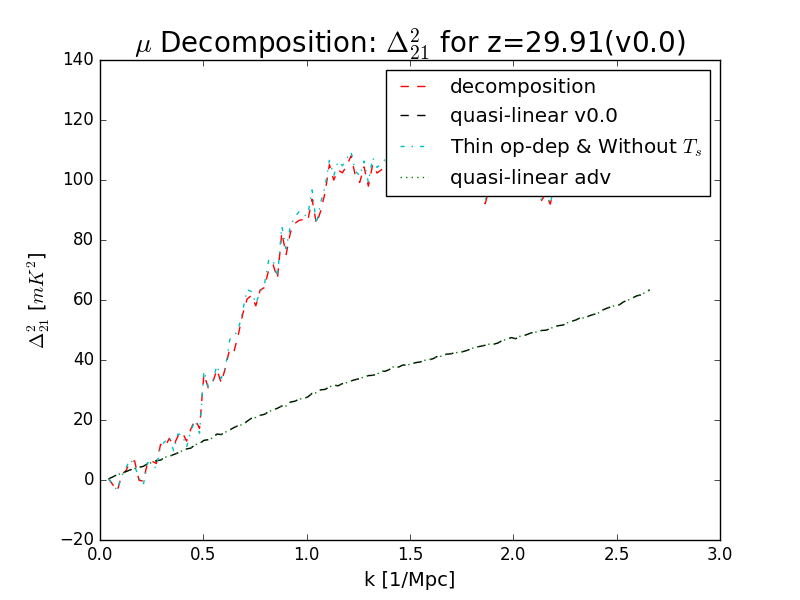 μ Decomposition: Δ²₂₁ for z=29.91(v0.0)
140
120
100
80
60
40
20
0
−20
Δ²₂₁ [mK²]
decomposition
quasi-linear v0.0
Thin op-dep & Without Tₛ
quasi-linear adv
0.0 0.5 1.0 1.5 2.0 2.5 3.0
k [1/Mpc]